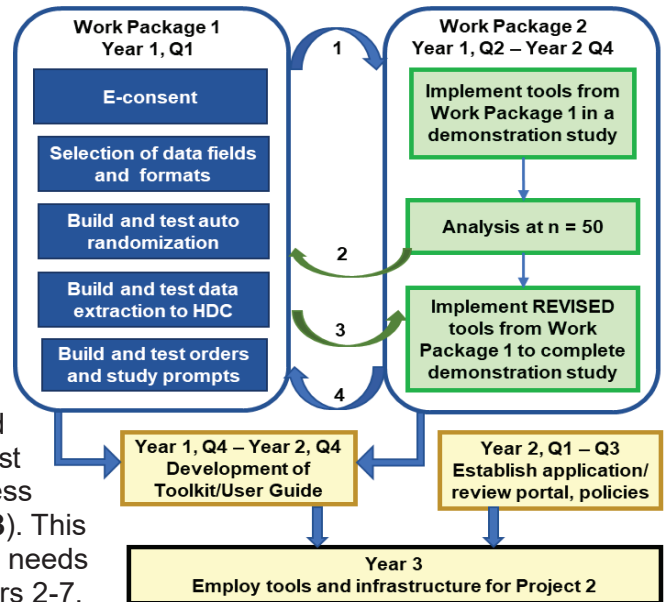 Work Package 1
Year 1, Q1
E-consent
Selection of data fields
and formats
Build and test auto
randomization
Build and test data
extraction to HDC
Build and test orders
and study prompts
1
2
3
4
Work Package 2
Year 1, Q2 – Year 2 Q4
Implement tools from
Work Package 1 in a
demonstration study
Analysis at n = 50
Implement REVISED
tools from Work
Package 1 to complete
demonstration study
Year 1, Q4 – Year 2, Q4
Development of
Toolkit/User Guide
Year 2, Q1 – Q3
Establish application/
review portal, policies
Year 3
Employ tools and infrastructure for Project 2
). This
needs
2-7.